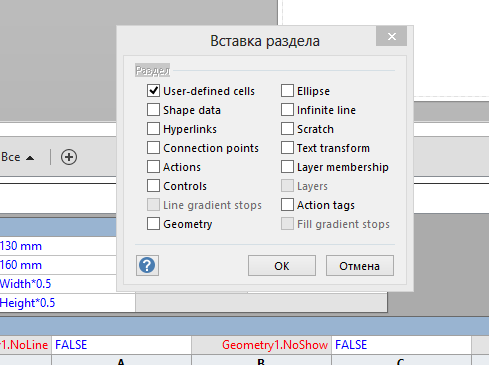 Вставка раздела
Раздел
User-defined cells
Ellipse
Shape data
Infinite line
Hyperlinks
Scratch
Connection points
Text transform
Actions
Layer membership
Controls
Layers
Line gradient stops
Action tags
Geometry
Fill gradient stops
?
OK
Отмена
Все
130 mm
160 mm
Width*0.5
Height*0.5
1.NoLine FALSE Geometry1.NoShow FALSE
A B C